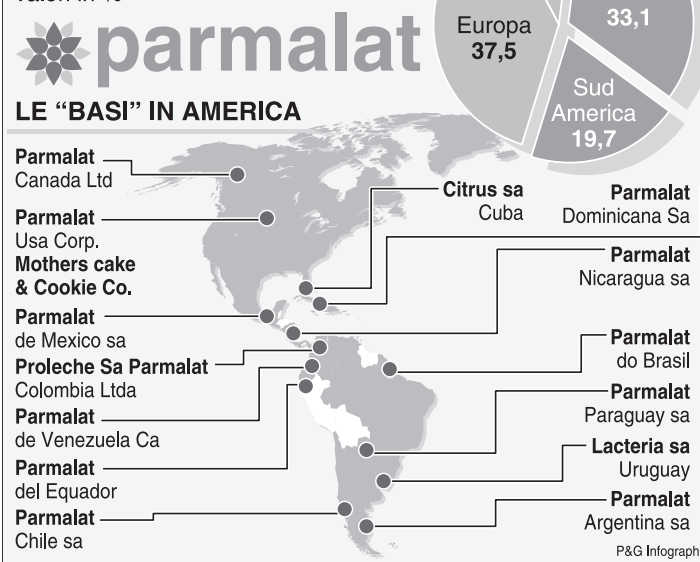 parmalat
Europa
37,5
33,1
Sud
America
19,7
LE “BASI” IN AMERICA
Parmalat
Canada Ltd
Parmalat
Usa Corp.
Mothers cake
& Cookie Co.
Parmalat
de Mexico sa
Proleche Sa Parmalat
Colombia Ltda
Parmalat
de Venezuela Ca
Parmalat
del Equador
Parmalat
Chile sa
Citrus sa
Cuba
Parmalat
Dominicana Sa
Parmalat
Nicaragua sa
Parmalat
do Brasil
Parmalat
Paraguay sa
Lacteria sa
Uruguay
Parmalat
Argentina sa
P&G Infograph